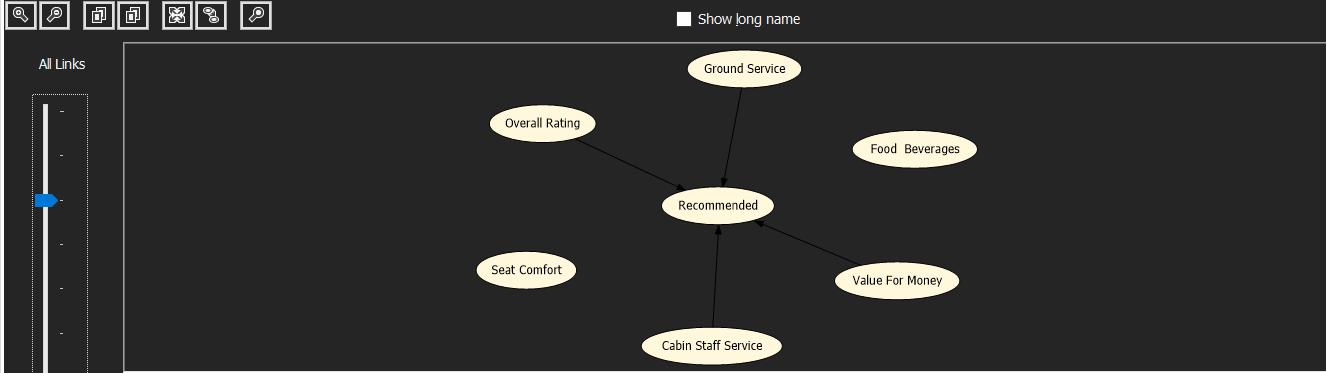 Show long name
All Links
Ground Service
Overall Rating
Food  Beverages
Recommended
Seat Comfort
Value For Money
Cabin Staff Service